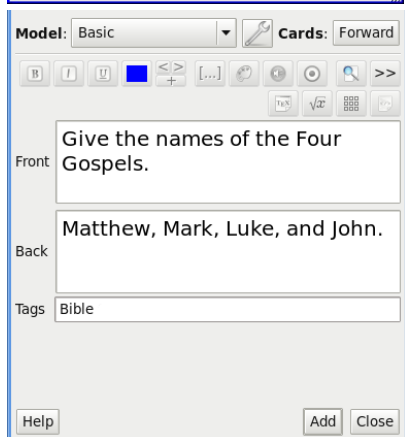 Model: Basic Cards: Forward
B I U < > + [...] >>
TEX √x
Front
Give the names of the Four
Gospels.
Back
Matthew, Mark, Luke, and John.
Tags Bible
Help Add Close